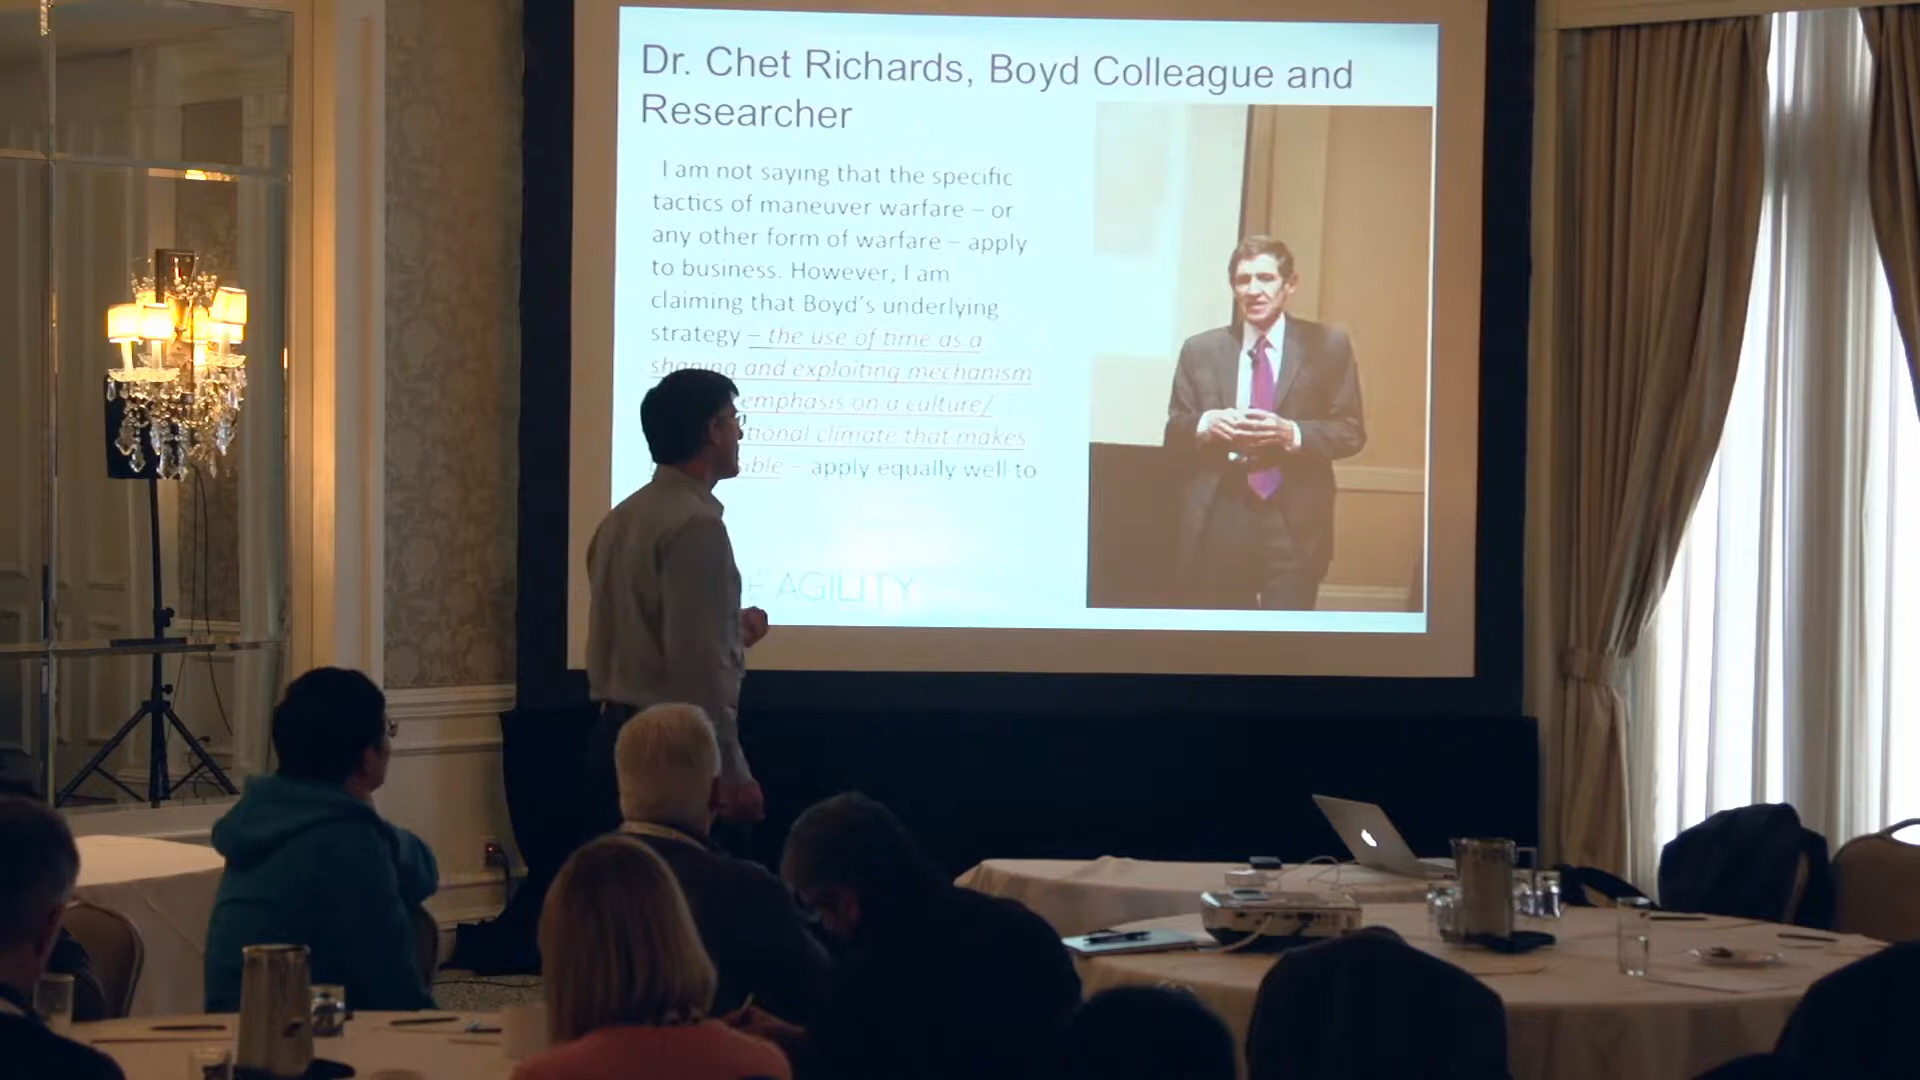 Dr. Chet Richards, Boyd Colleague and
Researcher
I am not saying that the specific
tactics of maneuver warfare – or
any other form of warfare – apply
to business. However, I am
claiming that Boyd's underlying
strategy – the use of time as a
shaping and exploiting mechanism
emphasis on a culture/
climate that makes
– apply equally well to
AGILITY